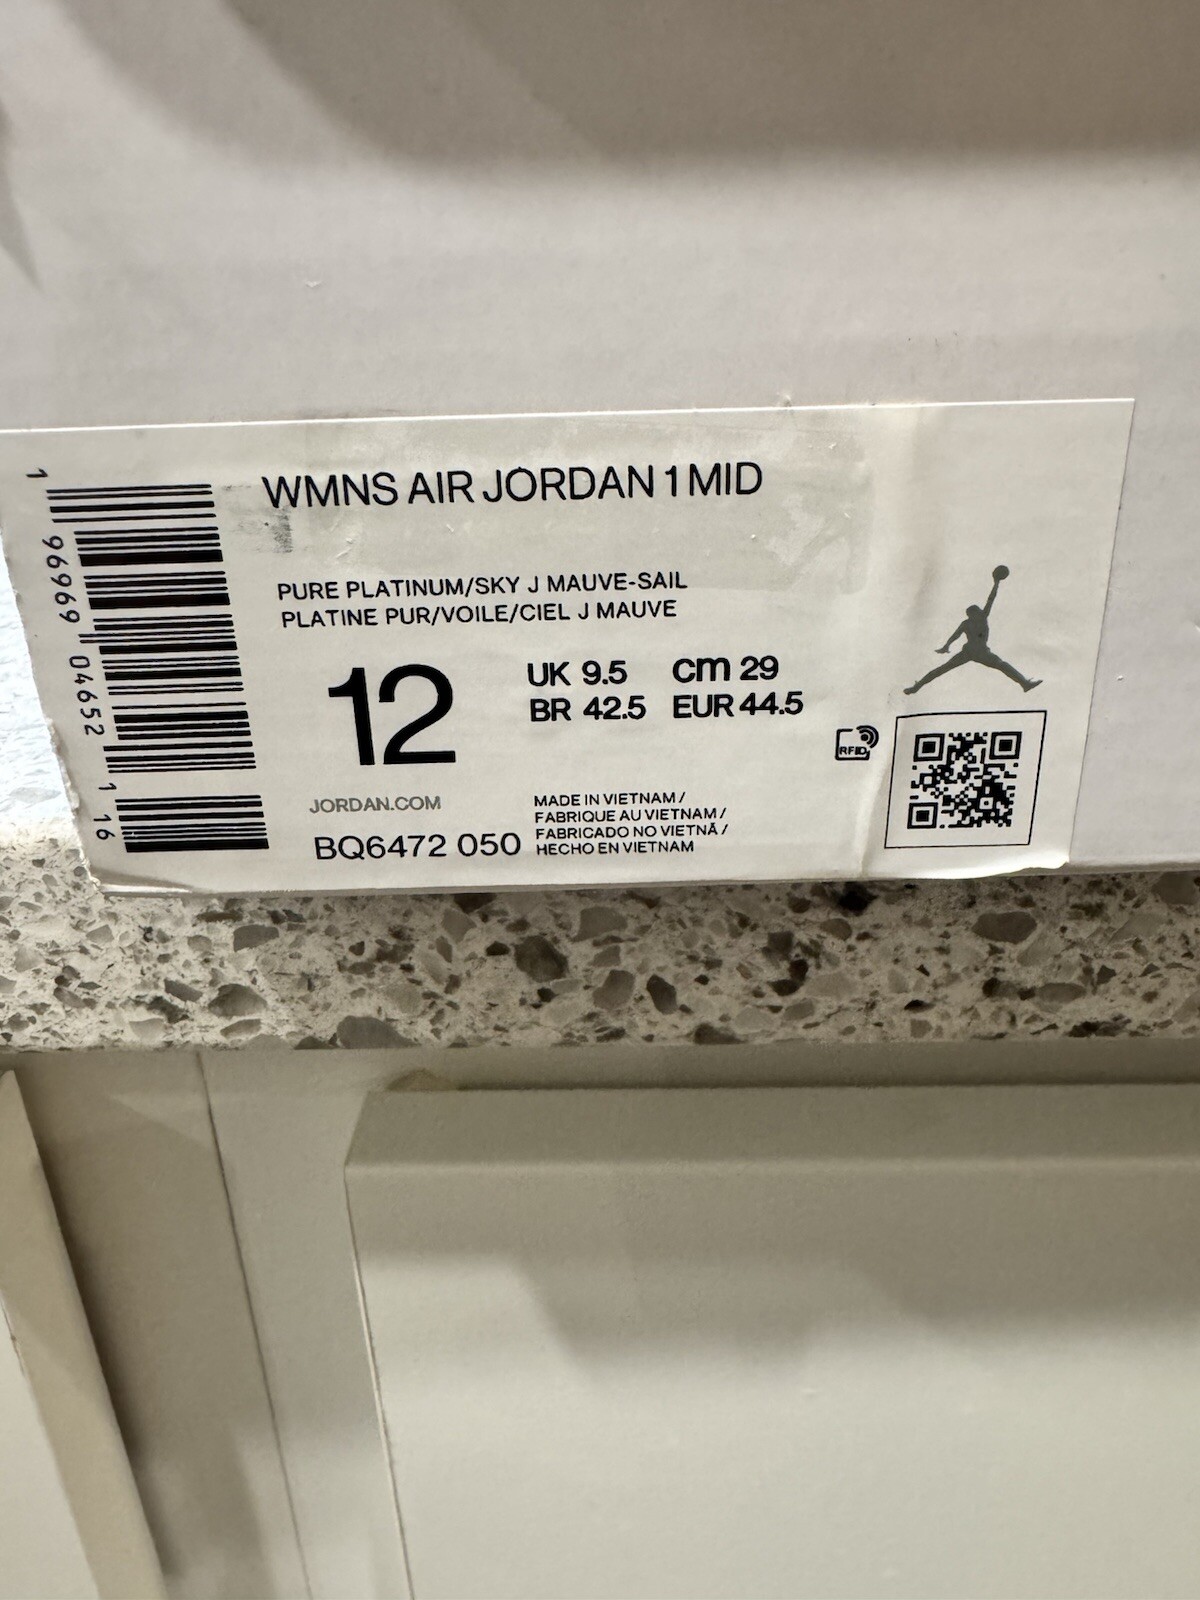 WMNS AIR JORDAN 1 MID
PURE PLATINUM/SKY J MAUVE-SAIL
PLATINE PUR/VOILE/CIEL J MAUVE
12
UK 9.5 cm 29
BR 42.5 EUR 44.5
RFID
JORDAN.COM
BQ6472 050
MADE IN VIETNAM /
FABRIQUE AU VIETNAM /
FABRICADO NO VIETNÃ /
HECHO EN VIETNAM
1 96969 04652 1 16